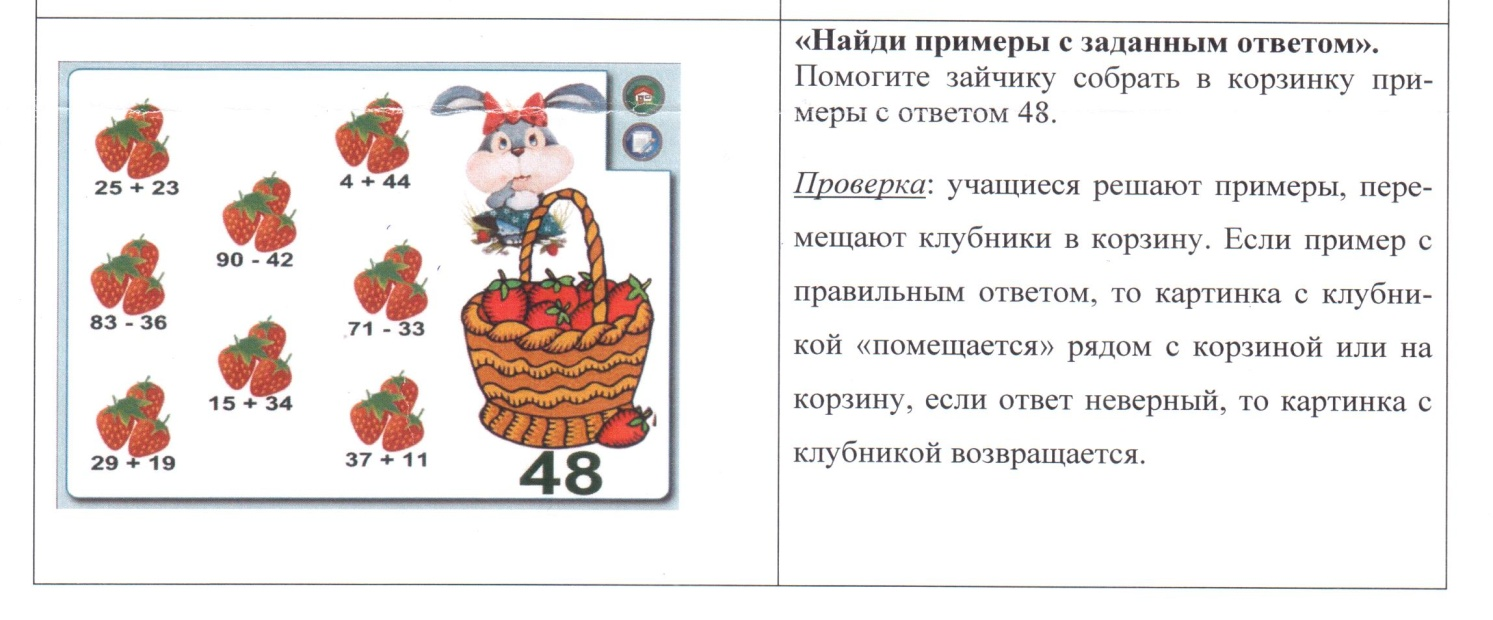 25 + 23
4 + 44
90 - 42
83 - 36
71 - 33
15 + 34
29 + 19
37 + 11
48
«Найди примеры с заданным ответом».
Помогите зайчику собрать в корзинку при-
меры с ответом 48.
Проверка: учащиеся решают примеры, пере-
мещают клубники в корзину. Если пример с
правильным ответом, то картинка с клубни-
кой «помещается» рядом с корзиной или на
корзину, если ответ неверный, то картинка с
клубникой возвращается.